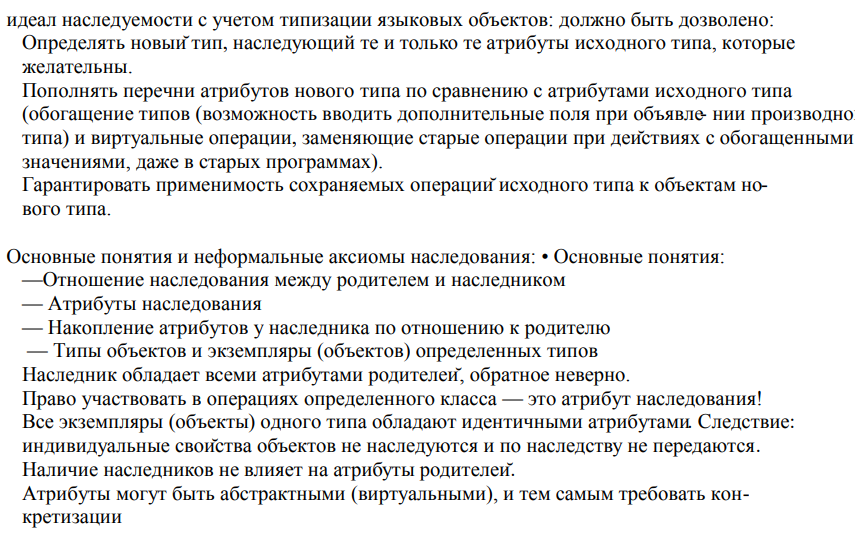 идеал наследуемости с учетом типизации языковых объектов: должно быть дозволено:
Определять новый тип, наследующий те и только те атрибуты исходного типа, которые
желательны.
Пополнять перечни атрибутов нового типа по сравнению с атрибутами исходного типа
(обогащение типов (возможность вводить дополнительные поля при объявле- нии производно
типа) и виртуальные операции, заменяющие старые операции при действиях с обогащенными
значениями, даже в старых программах).
Гарантировать применимость сохраняемых операций исходного типа к объектам но-
вого типа.
Основные понятия и неформальные аксиомы наследования: • Основные понятия:
—Отношение наследования между родителем и наследником
— Атрибуты наследования
— Накопление атрибутов у наследника по отношению к родителю
— Типы объектов и экземпляры (объектов) определенных типов
Наследник обладает всеми атрибутами родителей, обратное неверно.
Право участвовать в операциях определенного класса — это атрибут наследования!
Все экземпляры (объекты) одного типа обладают идентичными атрибутами. Следствие:
индивидуальные свойства объектов не наследуются и по наследству не передаются.
Наличие наследников не влияет на атрибуты родителей.
Атрибуты могут быть абстрактными (виртуальными), и тем самым требовать кон-
кретизации